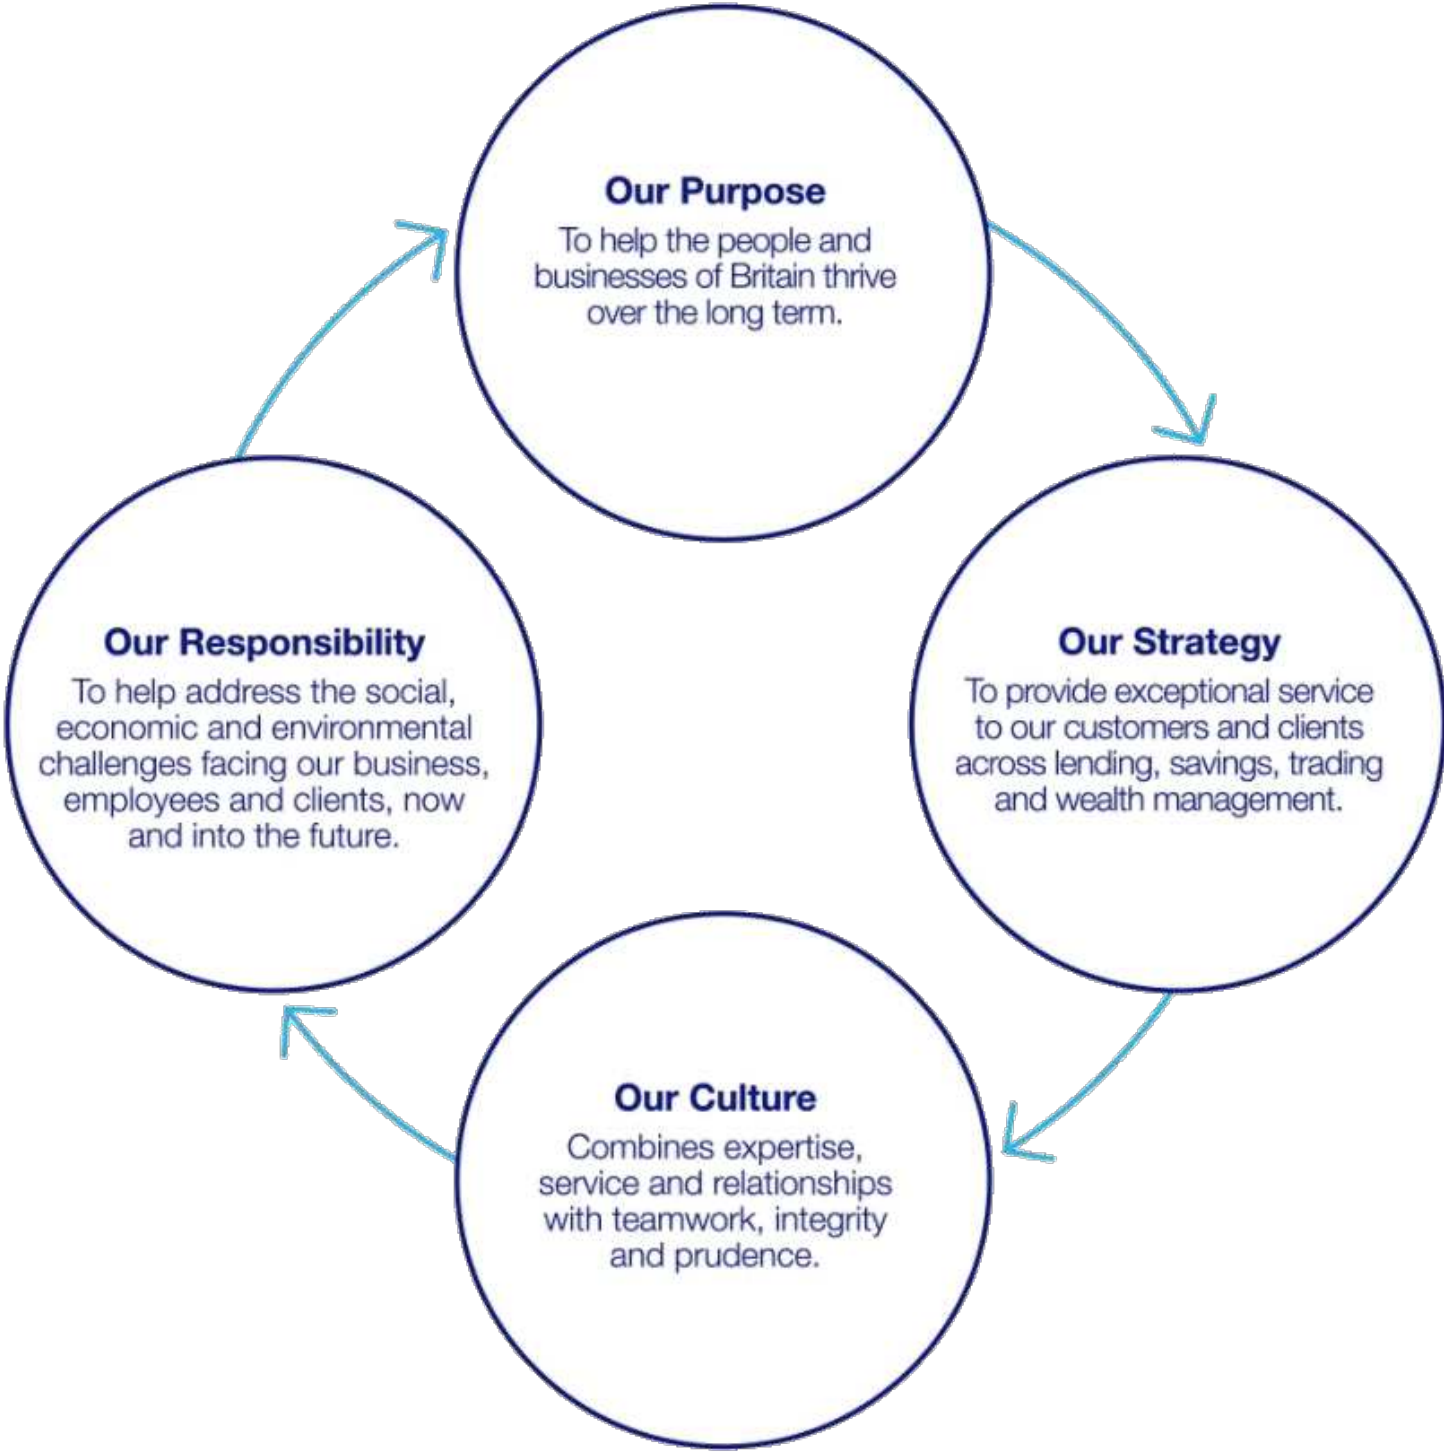 Our Purpose
To help the people and
businesses of Britain thrive
over the long term.
Our Strategy
To provide exceptional service
to our customers and clients
across lending, savings, trading
and wealth management.
Our Culture
Combines expertise,
service and relationships
with teamwork, integrity
and prudence.
Our Responsibility
To help address the social,
economic and environmental
challenges facing our business,
employees and clients, now
and into the future.